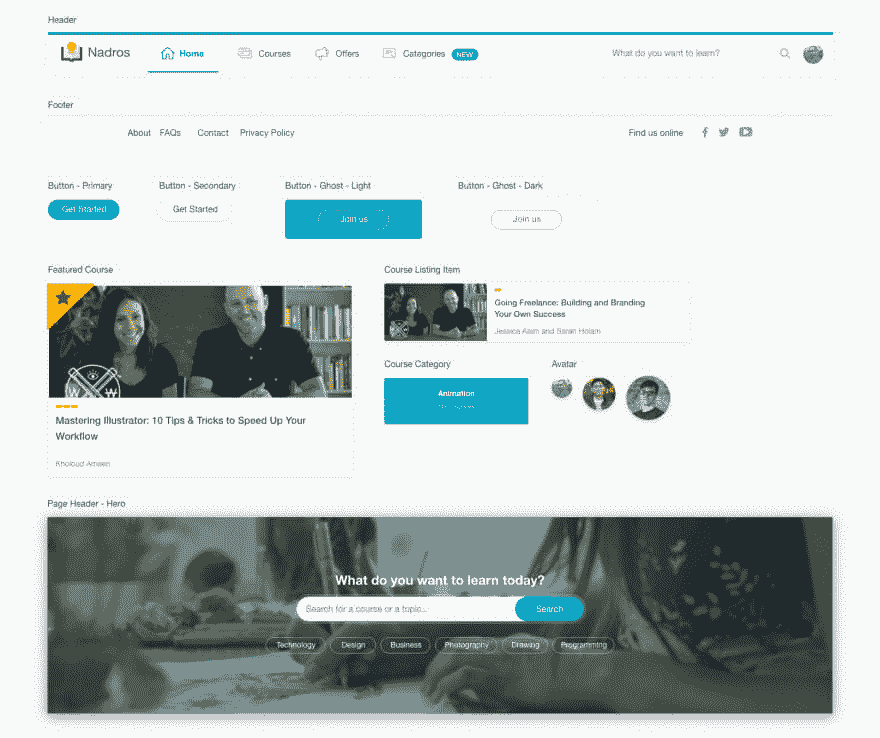 Header
Nadros Home Courses Offers Categories NEW What do you want to learn?
Footer
About FAQs Contact Privacy Policy Find us online
Button - Primary Button - Secondary Button - Ghost - Light Button - Ghost - Dark
Get Started Get Started Join us Join us
Featured Course
Course Listing Item
Going Freelance: Building and Branding
Your Own Success
Jessica Alam and Sarah Holam
Course Category Avatar
Animation
Mastering Illustrator: 10 Tips & Tricks to Speed Up Your
Workflow
Kholoud Ameen
Page Header - Hero
What do you want to learn today?
Search for a course or a topic... Search
Technology Design Business Photography Drawing Programming